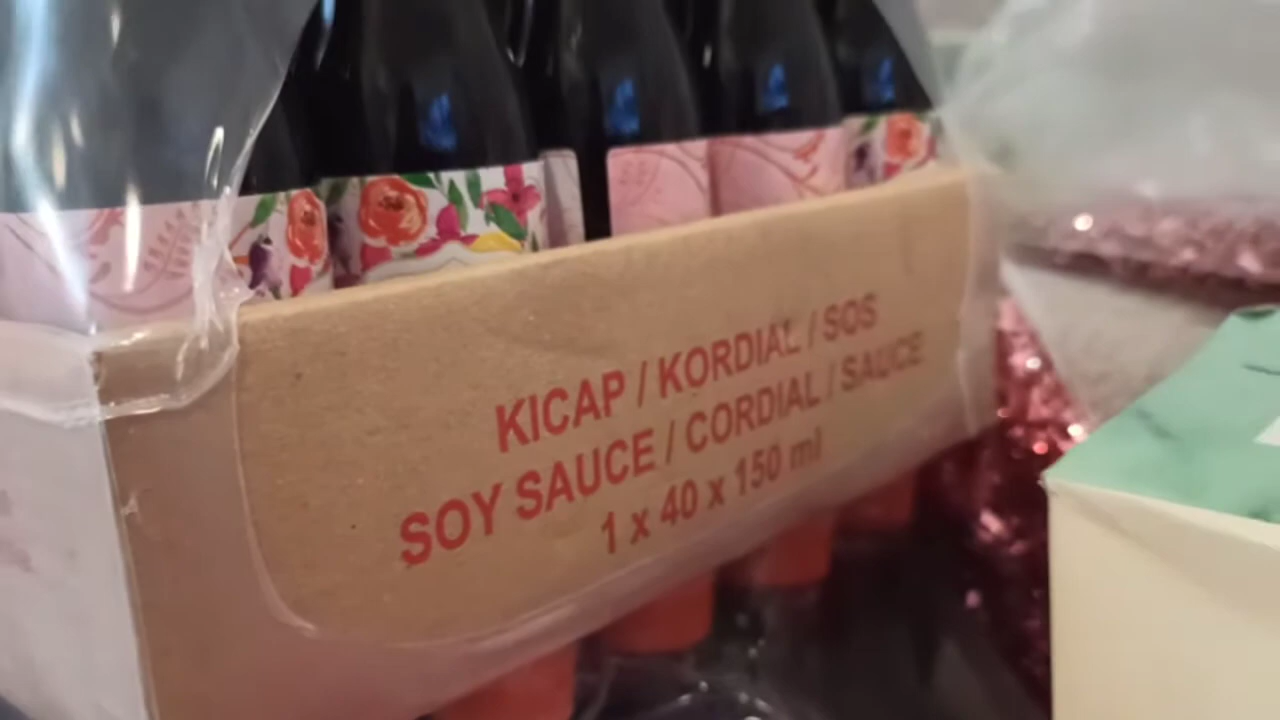 KICAP / KORDIAL / SOS
SOY SAUCE / CORDIAL / SAUCE
1 x 40 x 150 ml